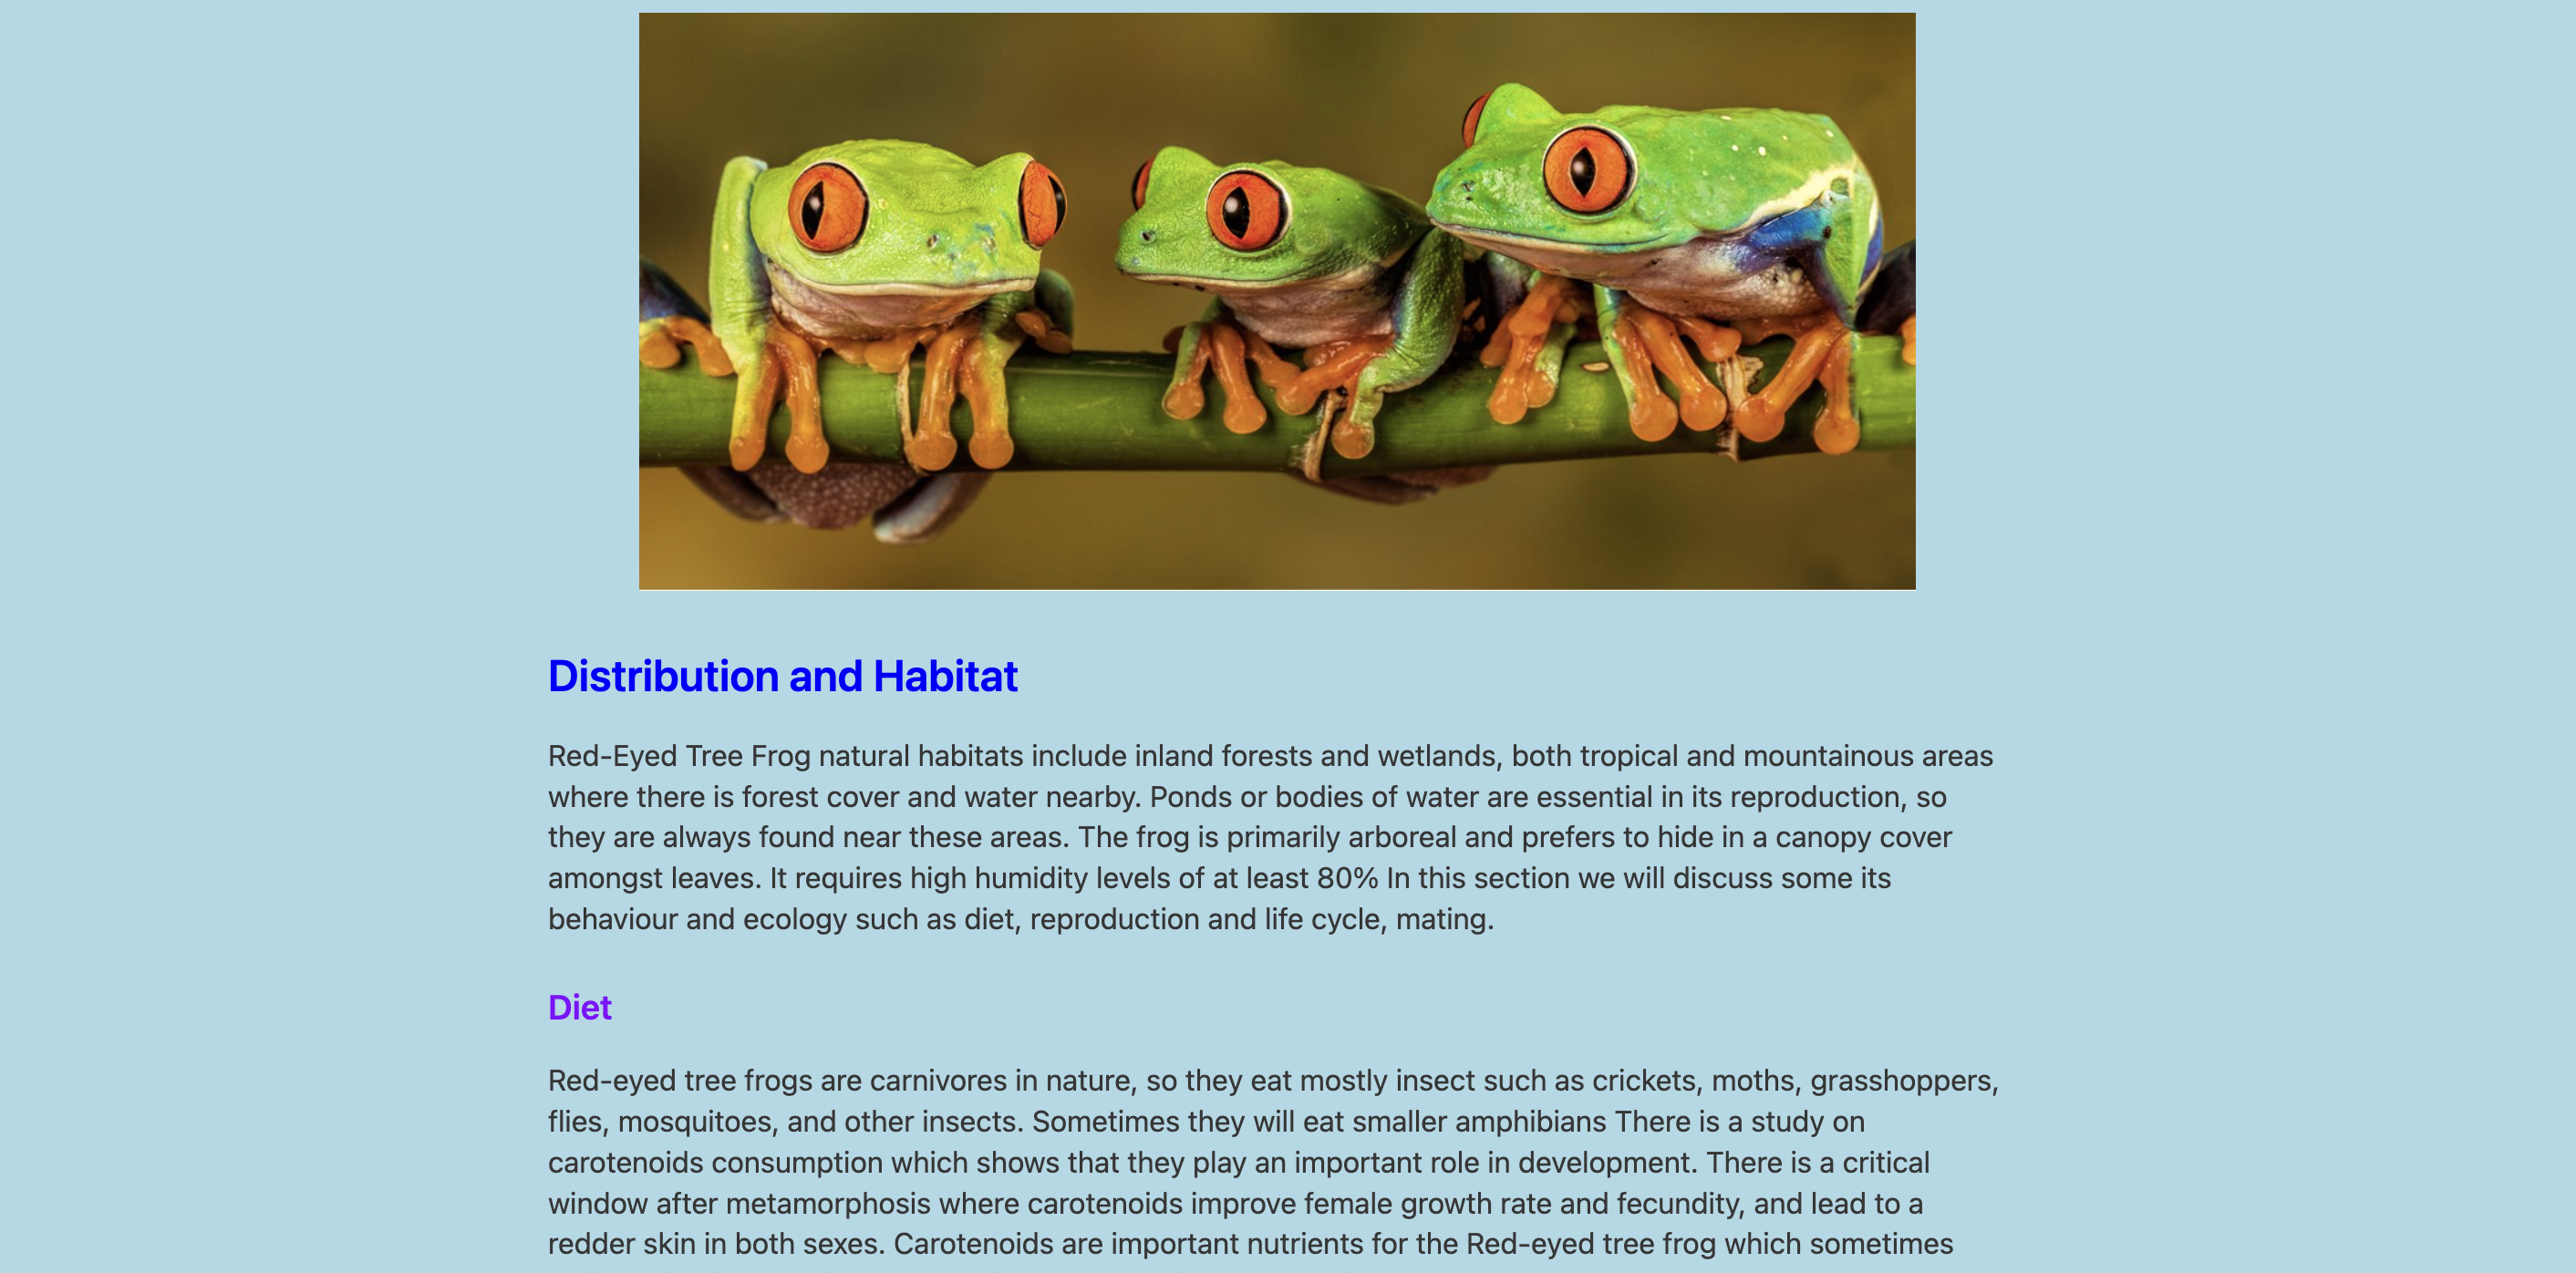 Distribution and Habitat
Red-Eyed Tree Frog natural habitats include inland forests and wetlands, both tropical and mountainous areas
where there is forest cover and water nearby. Ponds or bodies of water are essential in its reproduction, so
they are always found near these areas. The frog is primarily arboreal and prefers to hide in a canopy cover
amongst leaves. It requires high humidity levels of at least 80% In this section we will discuss some its
behaviour and ecology such as diet, reproduction and life cycle, mating.
Diet
Red-eyed tree frogs are carnivores in nature, so they eat mostly insect such as crickets, moths, grasshoppers,
flies, mosquitoes, and other insects. Sometimes they will eat smaller amphibians There is a study on
carotenoids consumption which shows that they play an important role in development. There is a critical
window after metamorphosis where carotenoids improve female growth rate and fecundity, and lead to a
redder skin in both sexes. Carotenoids are important nutrients for the Red-eyed tree frog which sometimes